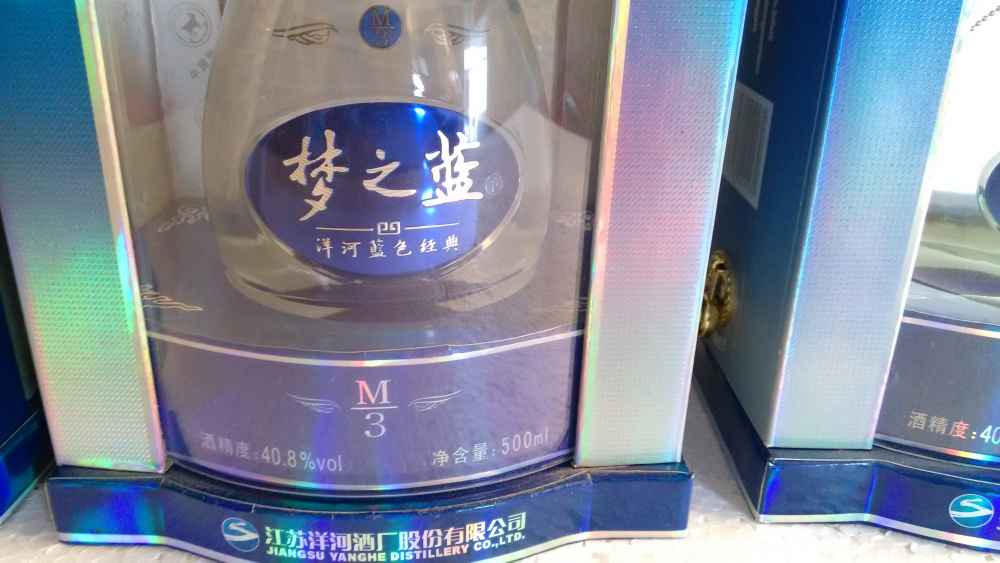 M
3
梦之蓝
洋河蓝色经典
M
3
酒精度:40.8%vol
净含量:500ml
江苏洋河酒厂股份有限公司
JIANGSU YANGHE DISTILLERY CO.,LTD.
酒精度:40